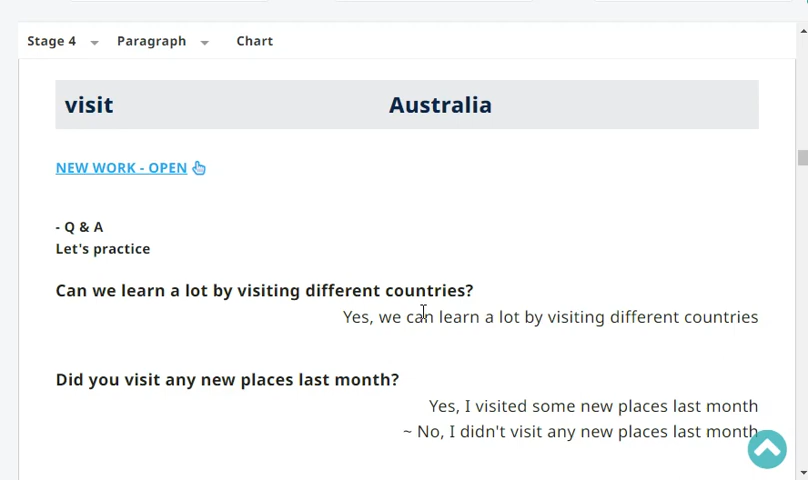 Stage 4 Paragraph Chart
visit Australia
NEW WORK - OPEN
- Q & A
Let's practice
Can we learn a lot by visiting different countries?
Yes, we can learn a lot by visiting different countries
Did you visit any new places last month?
Yes, I visited some new places last month
~ No, I didn't visit any new places last month